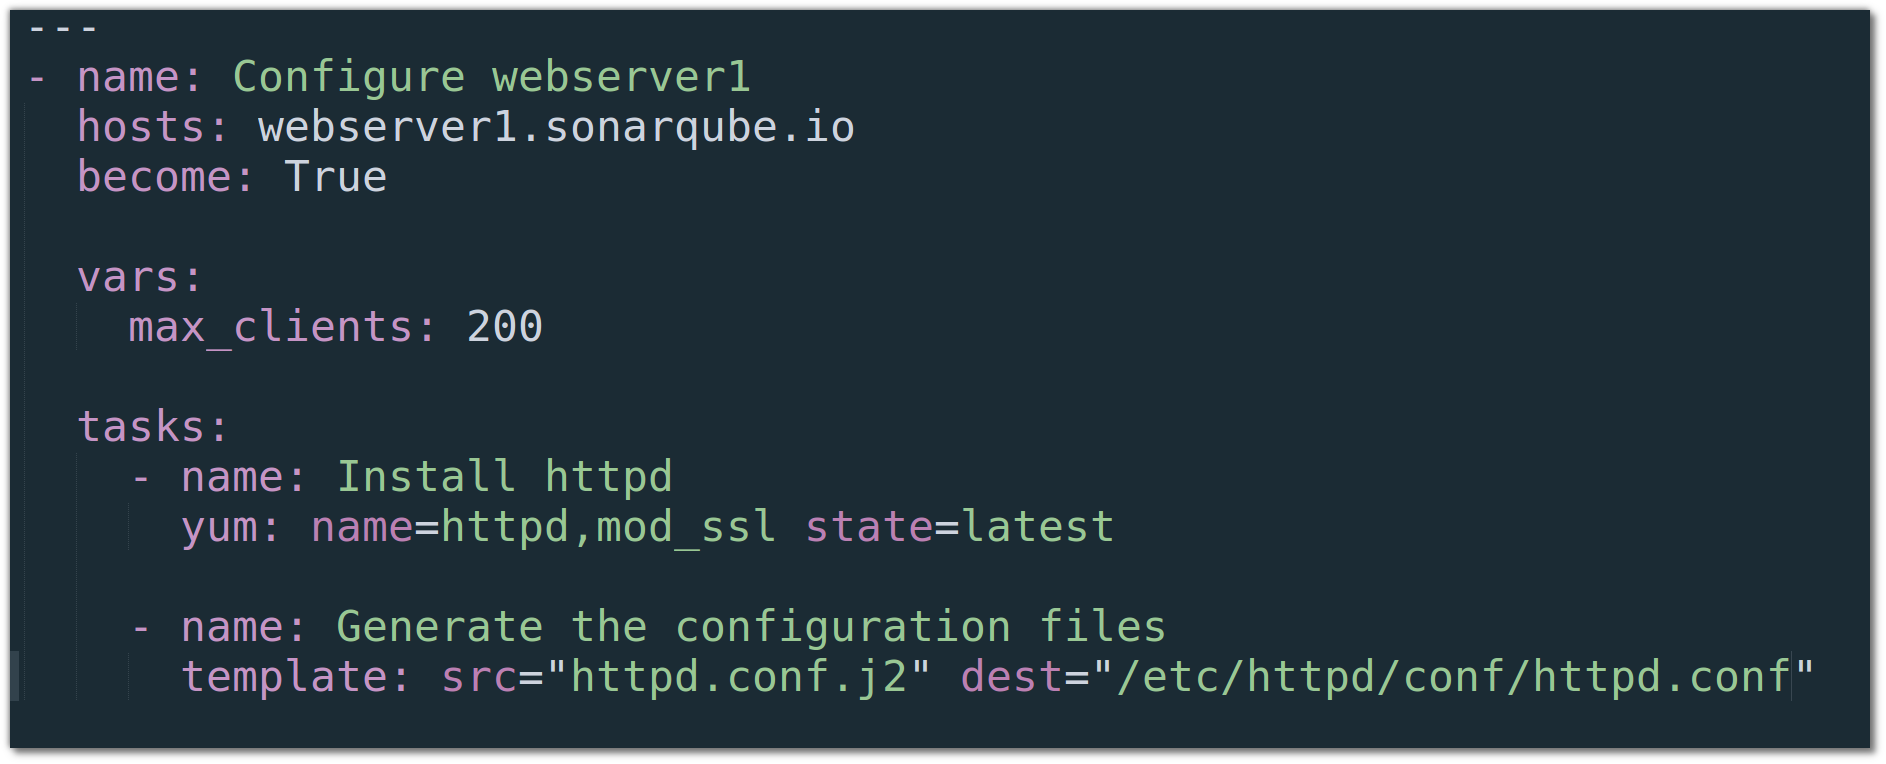 ---
- name: Configure webserver1
  hosts: webserver1.sonarqube.io
  become: True

  vars:
    max_clients: 200

  tasks:
    - name: Install httpd
      yum: name=httpd,mod_ssl state=latest

    - name: Generate the configuration files
      template: src="httpd.conf.j2" dest="/etc/httpd/conf/httpd.conf"